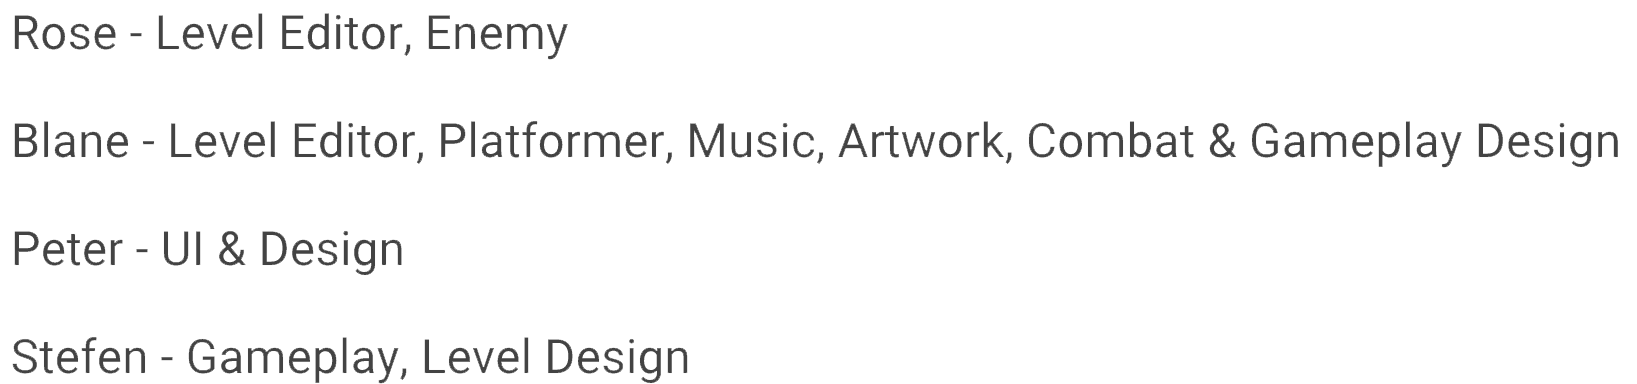 Rose - Level Editor, Enemy
Blane - Level Editor, Platformer, Music, Artwork, Combat & Gameplay Design
Peter - UI & Design
Stefen - Gameplay, Level Design